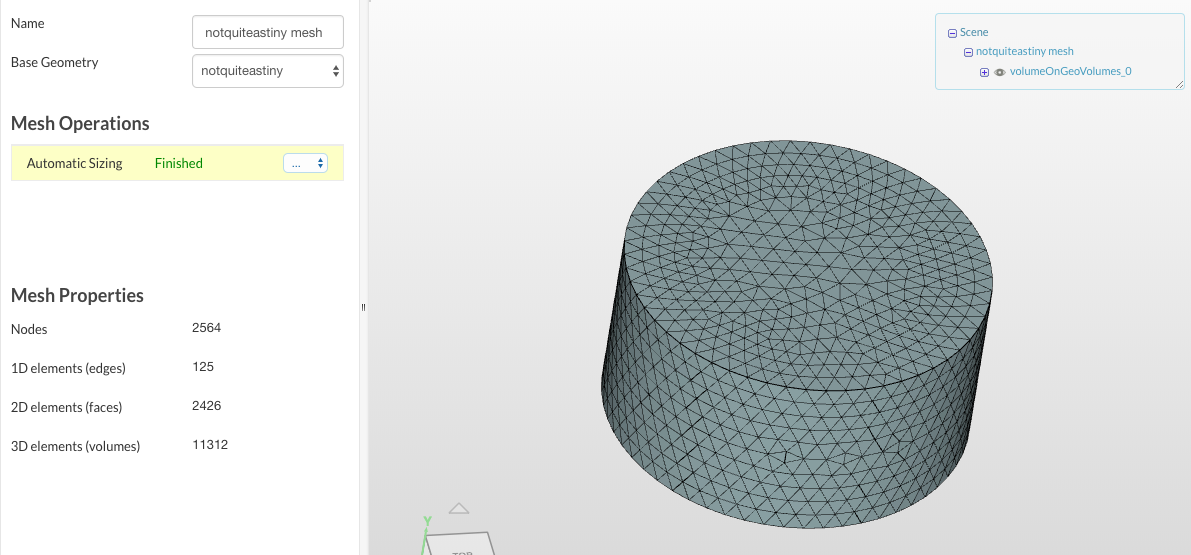 Name
notquiteastiny mesh
Base Geometry
notquiteastiny
Mesh Operations
Automatic Sizing Finished ...
Mesh Properties
Nodes 2564
1D elements (edges) 125
2D elements (faces) 2426
3D elements (volumes) 11312
Scene
notquiteastiny mesh
volumeOnGeoVolumes_0
Y
TOP